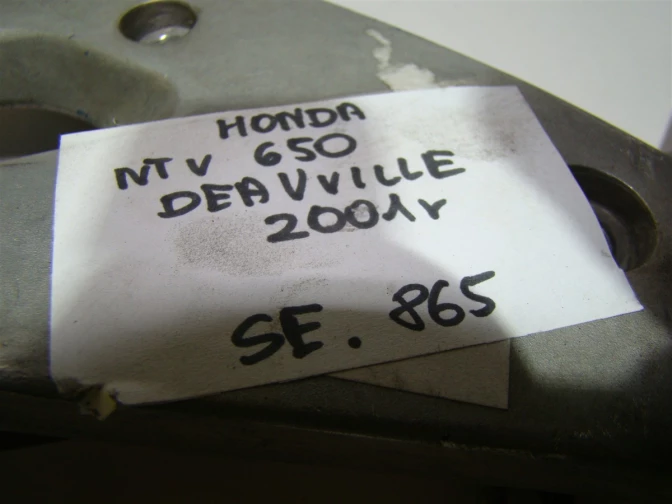 HONDA
NTV 650
DEAVVILLE
2001r
SE. 865